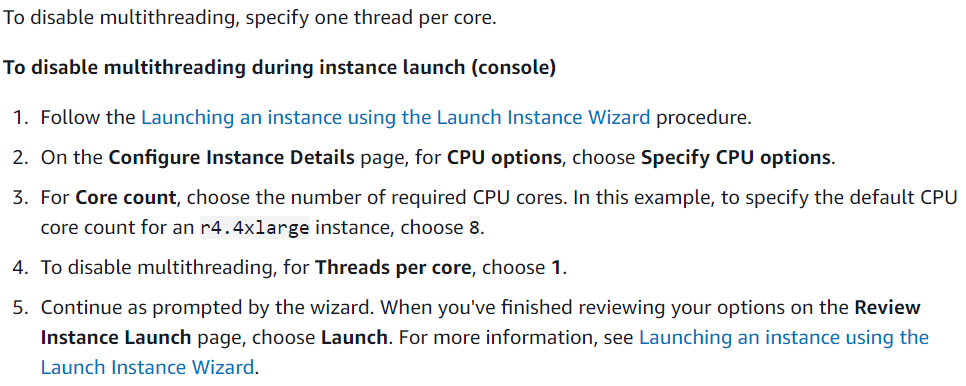 To disable multithreading, specify one thread per core.
To disable multithreading during instance launch (console)
1. Follow the Launching an instance using the Launch Instance Wizard procedure.
2. On the Configure Instance Details page, for CPU options, choose Specify CPU options.
3. For Core count, choose the number of required CPU cores. In this example, to specify the default CPU
core count for an r4.4xlarge instance, choose 8.
4. To disable multithreading, for Threads per core, choose 1.
5. Continue as prompted by the wizard. When you've finished reviewing your options on the Review
Instance Launch page, choose Launch. For more information, see Launching an instance using the
Launch Instance Wizard.